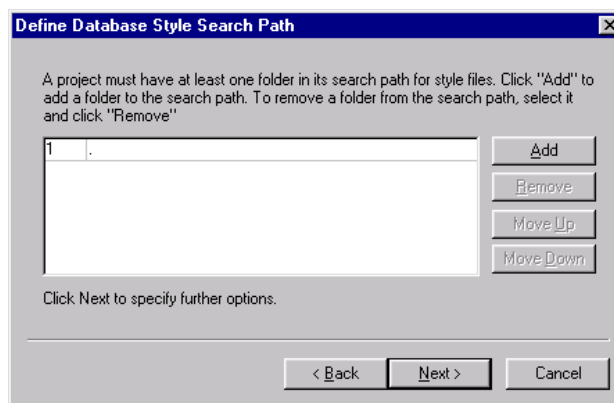 Define Database Style Search Path
A project must have at least one folder in its search path for style files. Click "Add" to
add a folder to the search path. To remove a folder from the search path, select it
and click "Remove"
1 .
Add
Remove
Move Up
Move Down
Click Next to specify further options.
< Back Next > Cancel